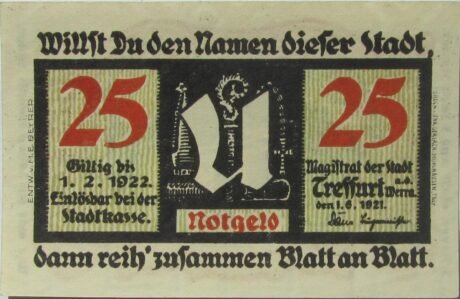 Willst Du den Namen dieser Stadt,
25
Giltig bis
1. 2. 1922.
Einlösbar bei der
Stadtkasse.
U
Notgeld
25
Magistrat der Stadt
Treffurt a.d.
Werra.
den 1. 6. 1921.
dann reih' zusammen Blatt an Blatt.